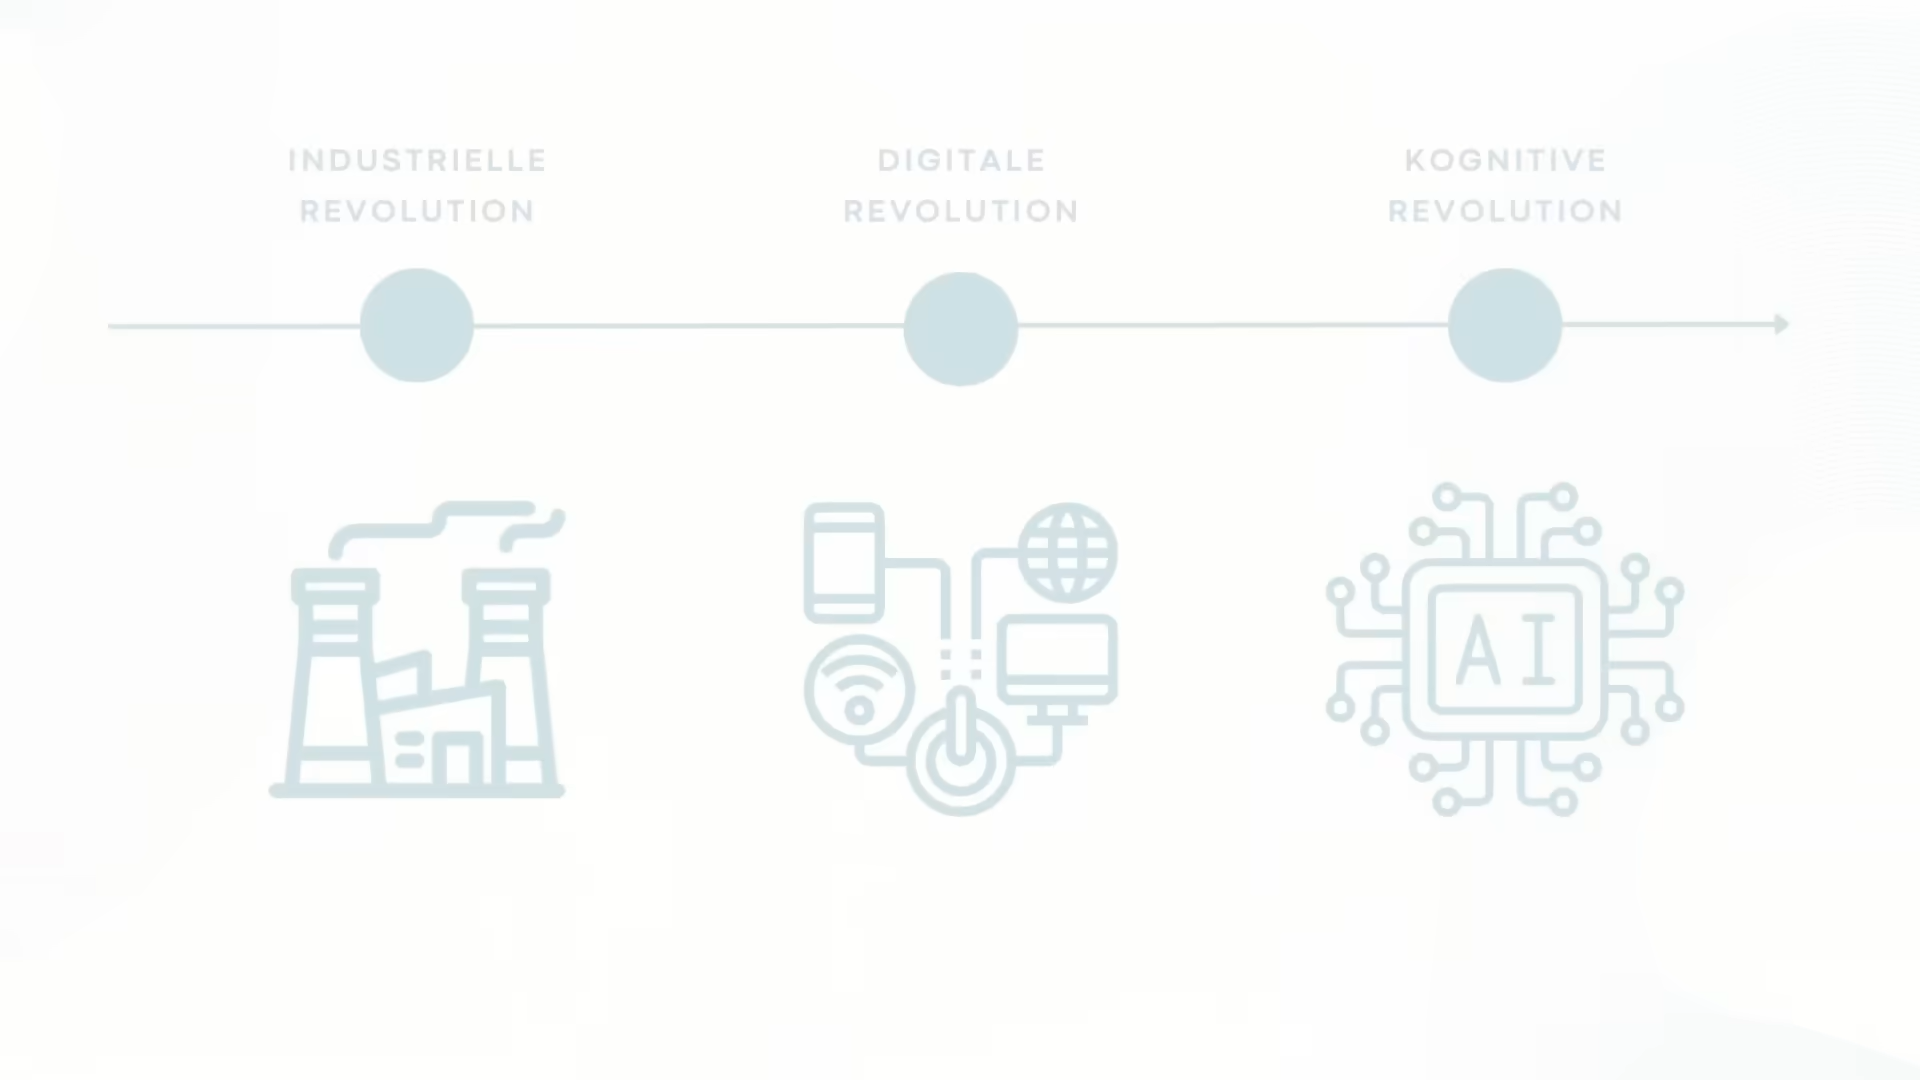 INDUSTRIELLE
REVOLUTION
DIGITALE
REVOLUTION
KOGNITIVE
REVOLUTION
AI